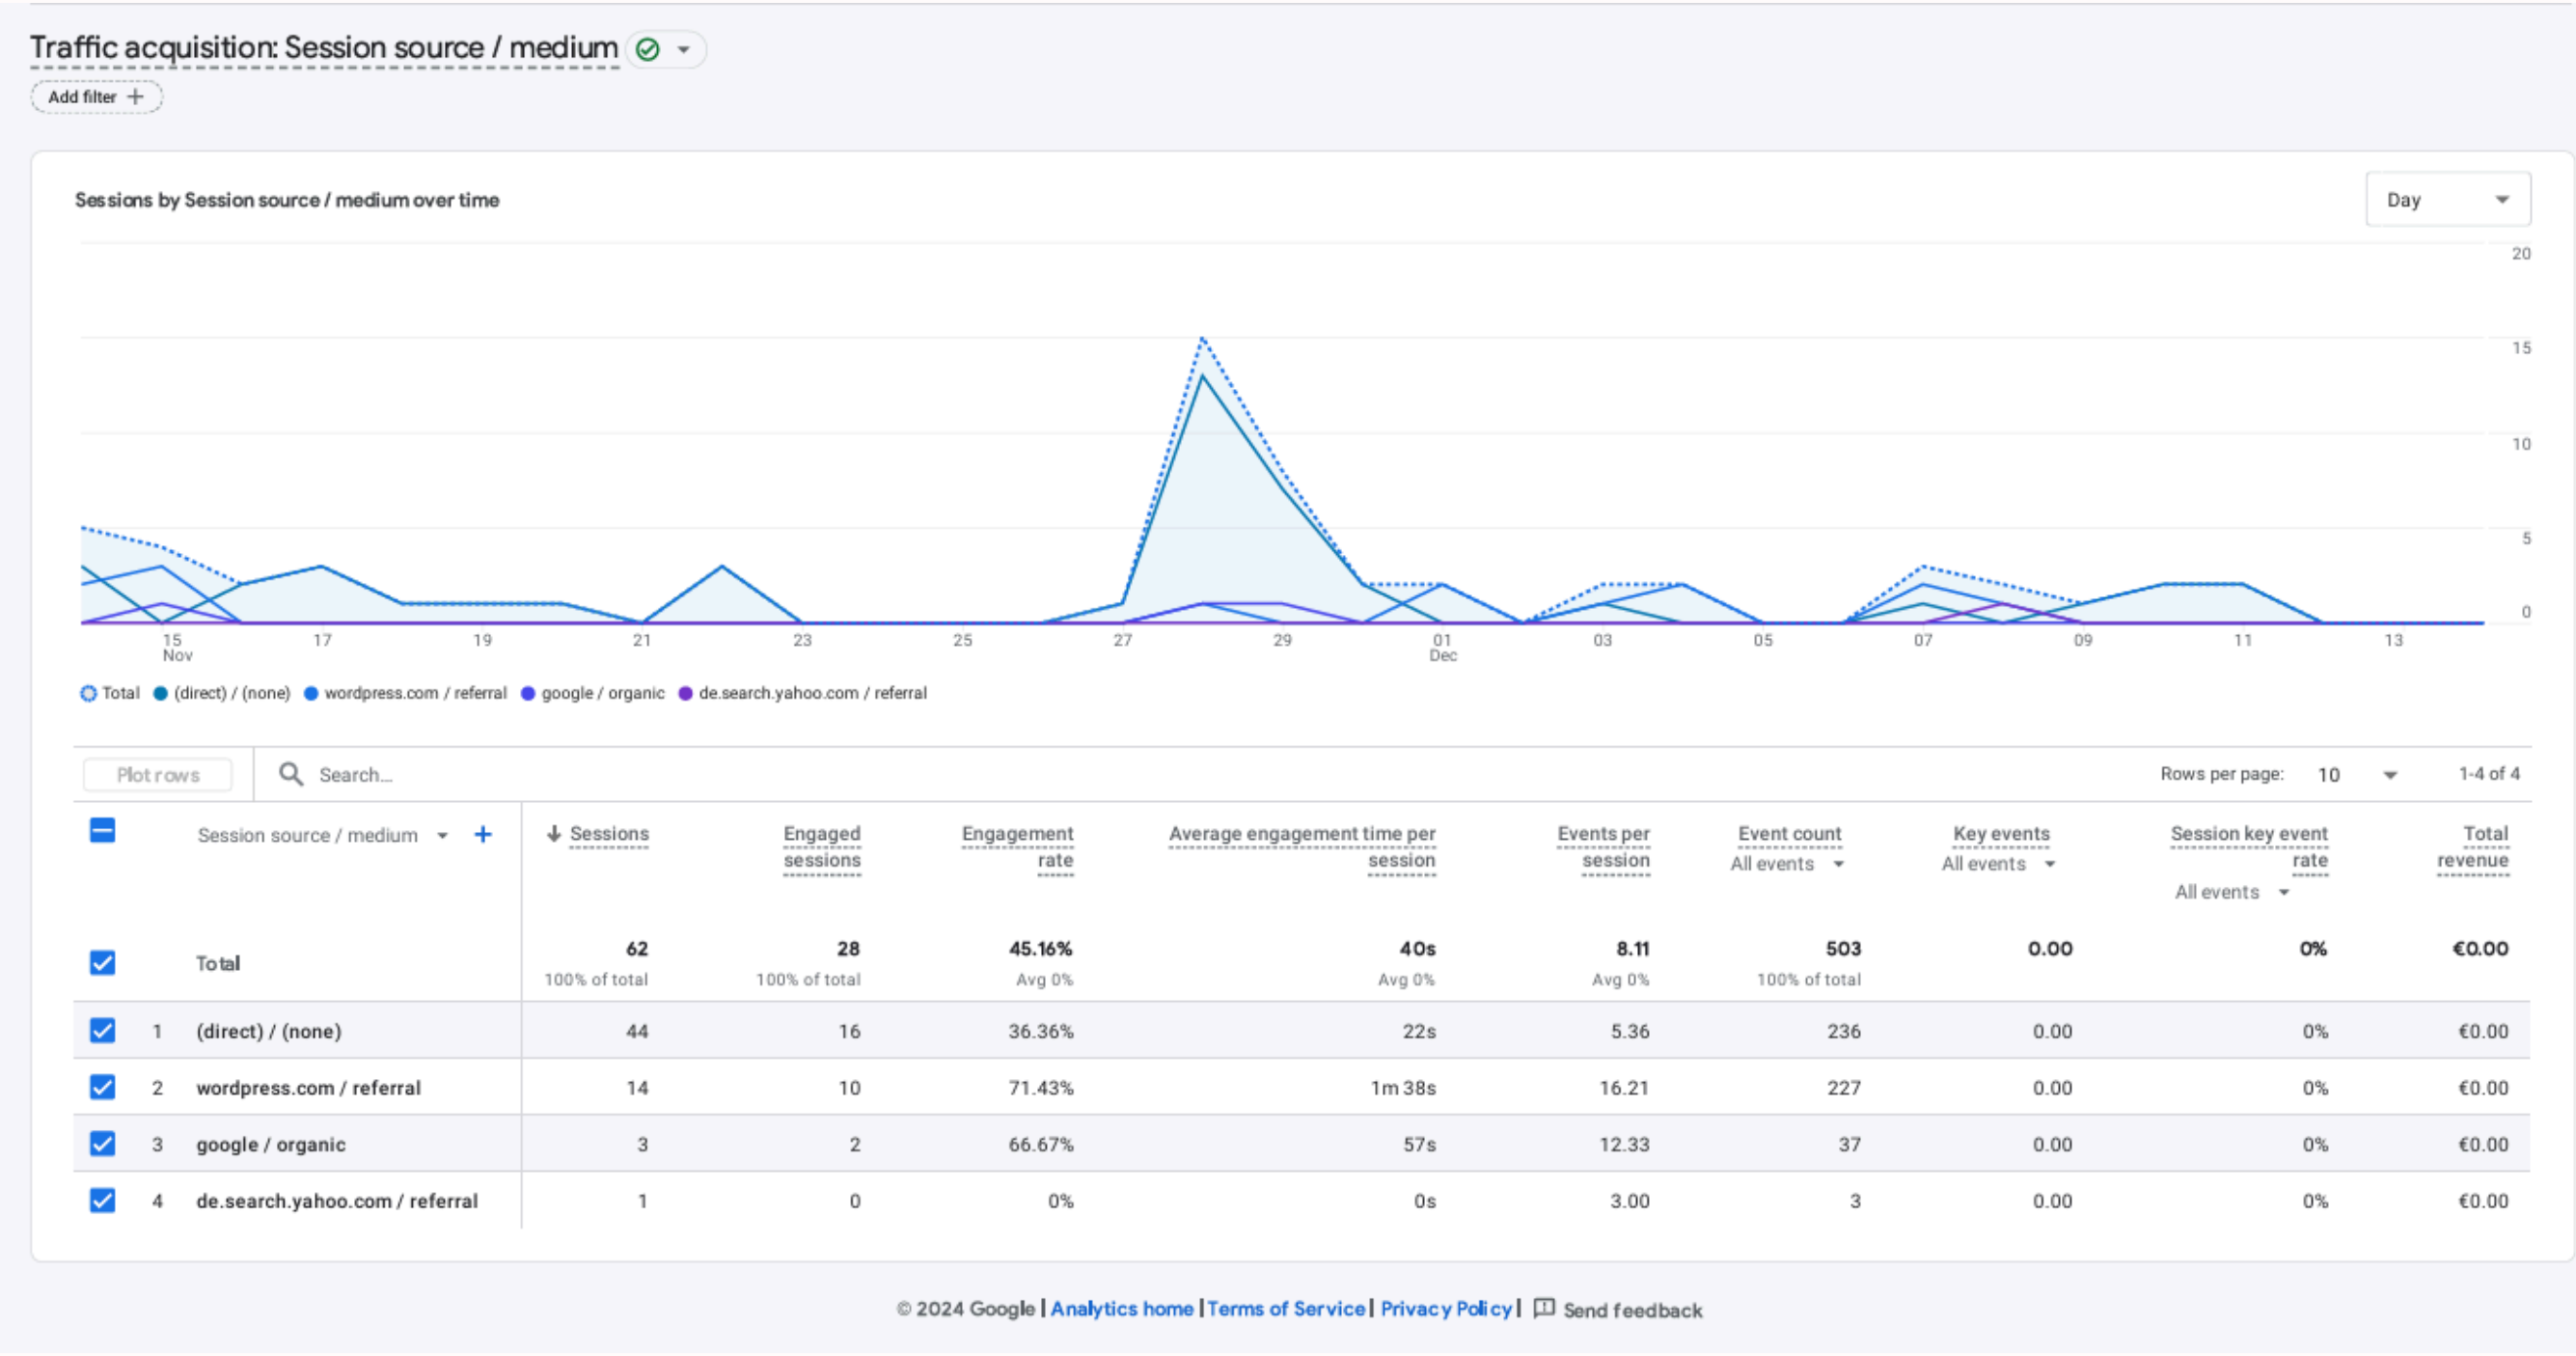 Traffic acquisition: Session source / medium
Add filter +
Sessions by Session source / medium over time
Day
20
15
10
5
0
15 17 19 21 23 25 27 29 01 03 05 07 09 11 13
Nov Dec
Total (direct) / (none) wordpress.com / referral google / organic de.search.yahoo.com / referral
Plot rows Search... Rows per page: 10 1-4 of 4
Session source / medium + Sessions Engaged sessions Engagement rate Average engagement time per session Events per session Event count All events Key events All events Session key event rate All events Total revenue
Total 62 28 45.16% 40s 8.11 503 0.00 0% €0.00
100% of total 100% of total Avg 0% Avg 0% Avg 0% 100% of total
1 (direct) / (none) 44 16 36.36% 22s 5.36 236 0.00 0% €0.00
2 wordpress.com / referral 14 10 71.43% 1m 38s 16.21 227 0.00 0% €0.00
3 google / organic 3 2 66.67% 57s 12.33 37 0.00 0% €0.00
4 de.search.yahoo.com / referral 1 0 0% 0s 3.00 3 0.00 0% €0.00
© 2024 Google | Analytics home | Terms of Service | Privacy Policy | Send feedback